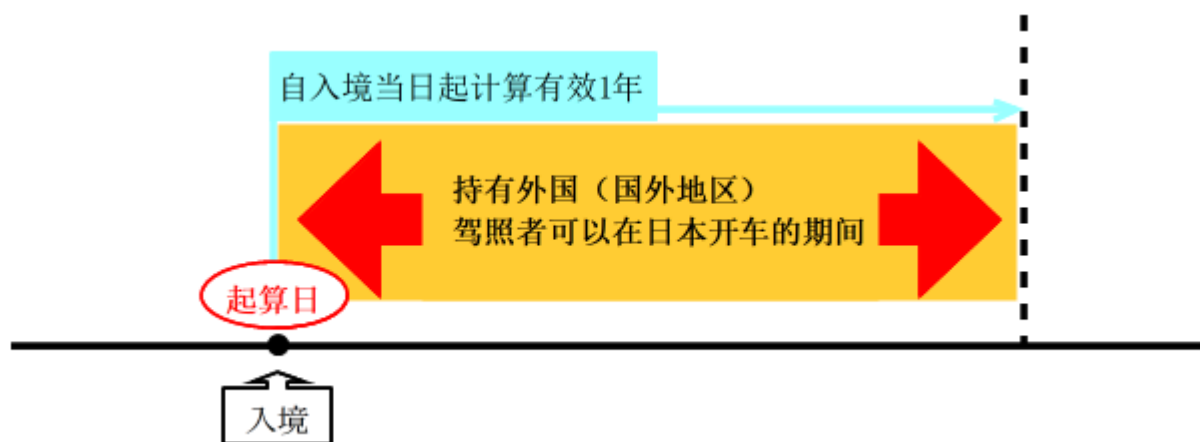 自入境当日起计算有效1年
持有外国（国外地区）
驾照者可以在日本开车的期间
起算日
入境